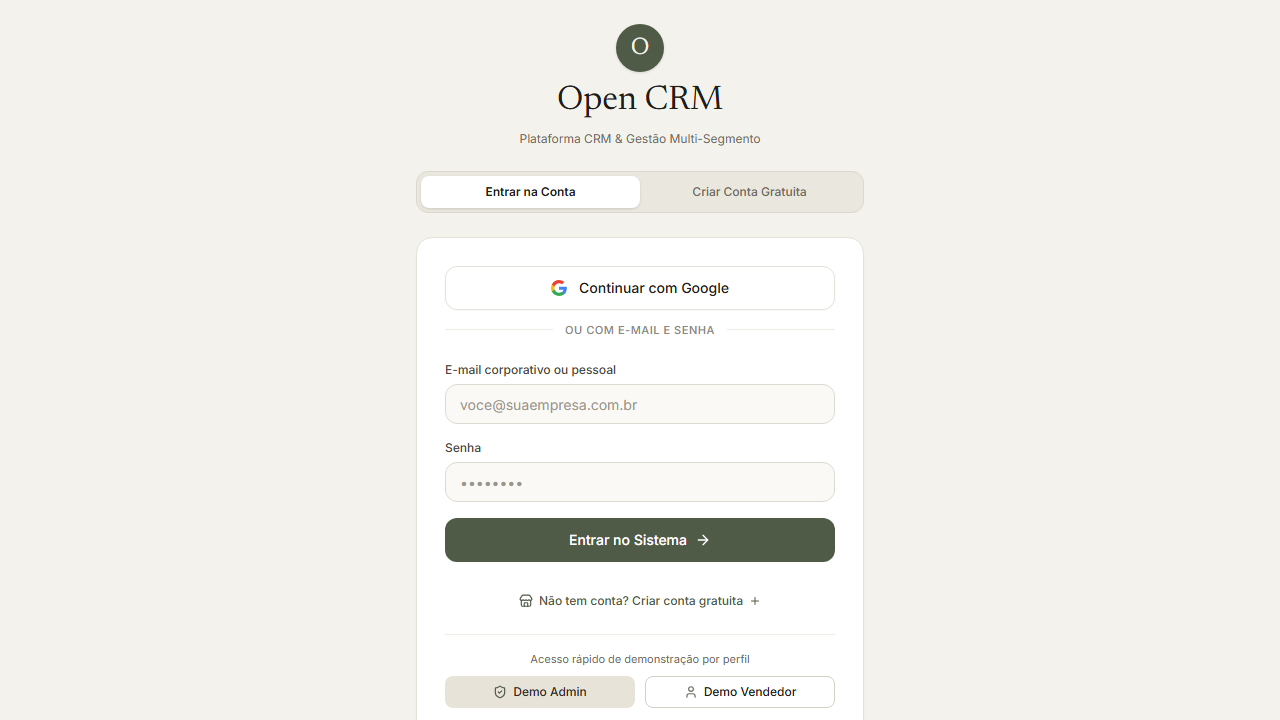 O
Open CRM
Plataforma CRM & Gestão Multi-Segmento
Entrar na Conta
Criar Conta Gratuita
Continuar com Google
OU COM E-MAIL E SENHA
E-mail corporativo ou pessoal
voce@suaempresa.com.br
Senha
••••••••
Entrar no Sistema →
Não tem conta? Criar conta gratuita +
Acesso rápido de demonstração por perfil
Demo Admin
Demo Vendedor